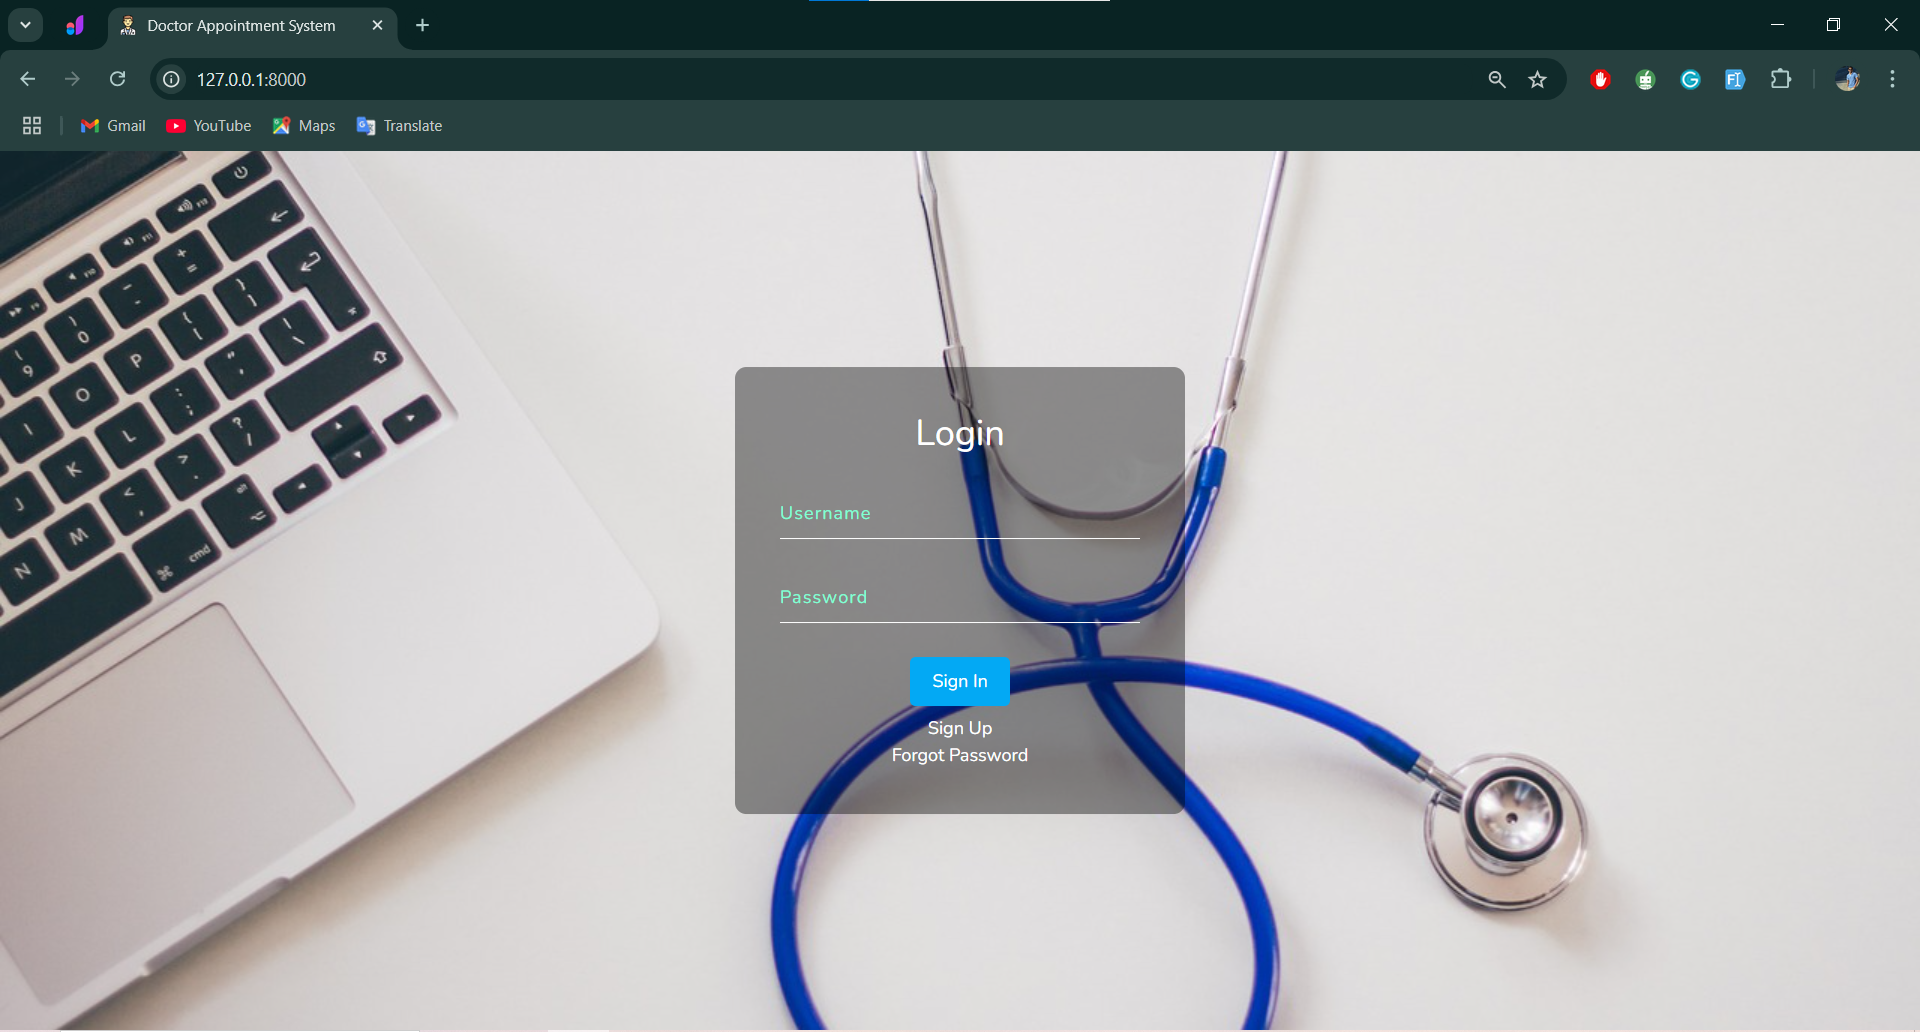 Doctor Appointment System
127.0.0.1:8000
Gmail
YouTube
Maps
Translate
Login
Username
Password
Sign In
Sign Up
Forgot Password